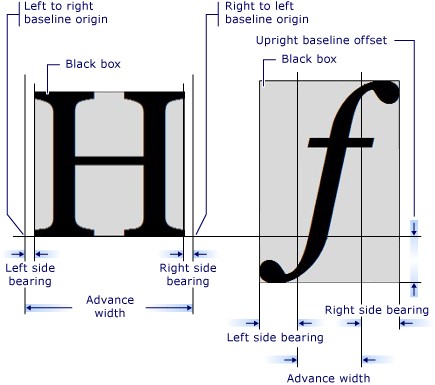 Left to right
baseline origin
Right to left
baseline origin
Upright baseline offset
Black box
Black box
H
f
Left side
bearing
Right side
bearing
Advance
width
Right side bearing
Left side bearing
Advance width